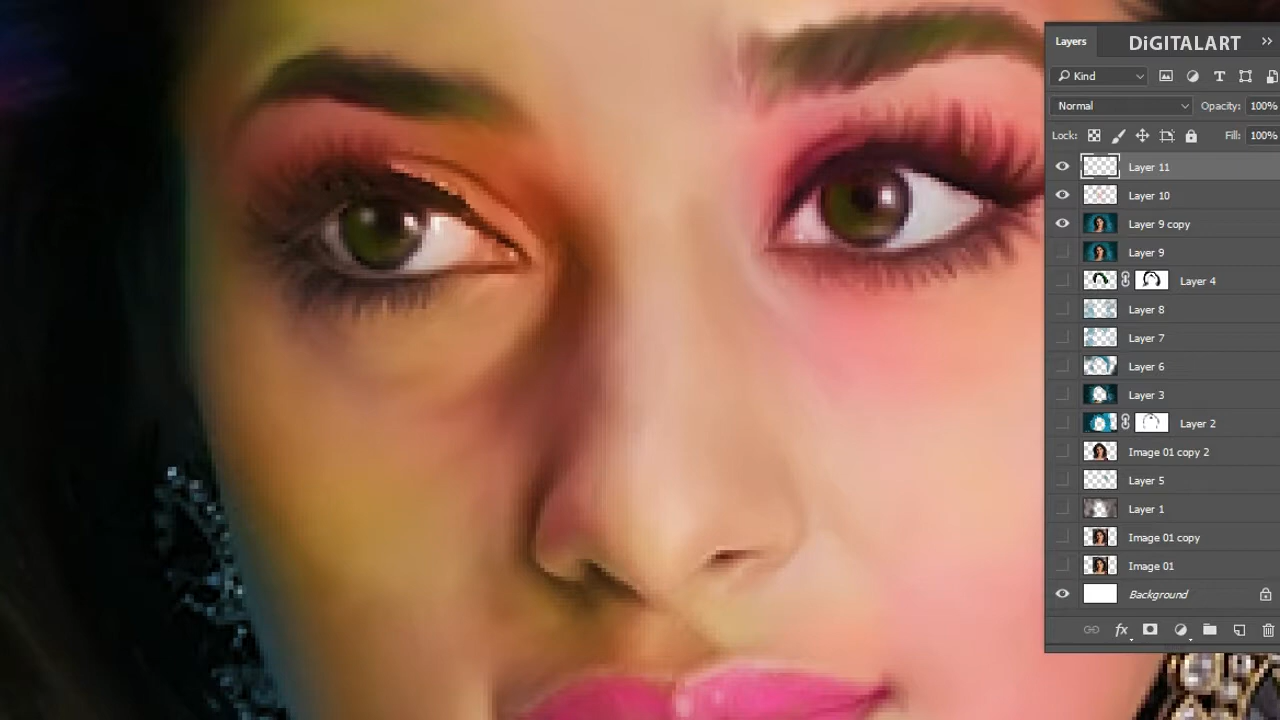 Layers DiGITALART
Kind
Normal Opacity: 100%
Lock: Fill: 100%
Layer 11
Layer 10
Layer 9 copy
Layer 9
Layer 4
Layer 8
Layer 7
Layer 6
Layer 3
Layer 2
Image 01 copy 2
Layer 5
Layer 1
Image 01 copy
Image 01
Background
fx